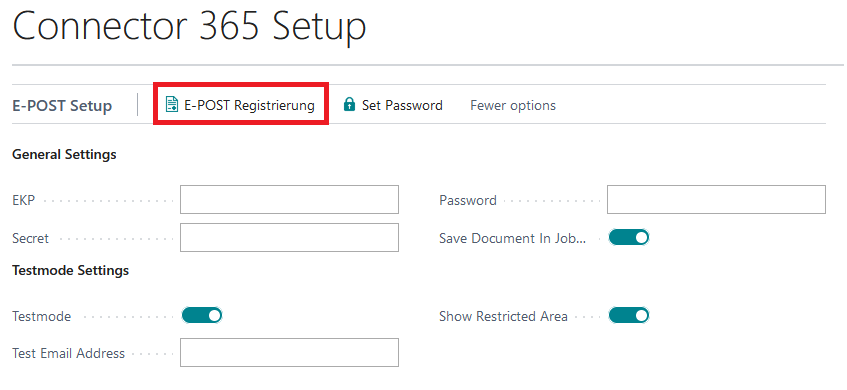 Connector 365 Setup
E-POST Setup E-POST Registrierung Set Password Fewer options
General Settings
EKP Password
Secret Save Document In Job...
Testmode Settings
Testmode Show Restricted Area
Test Email Address